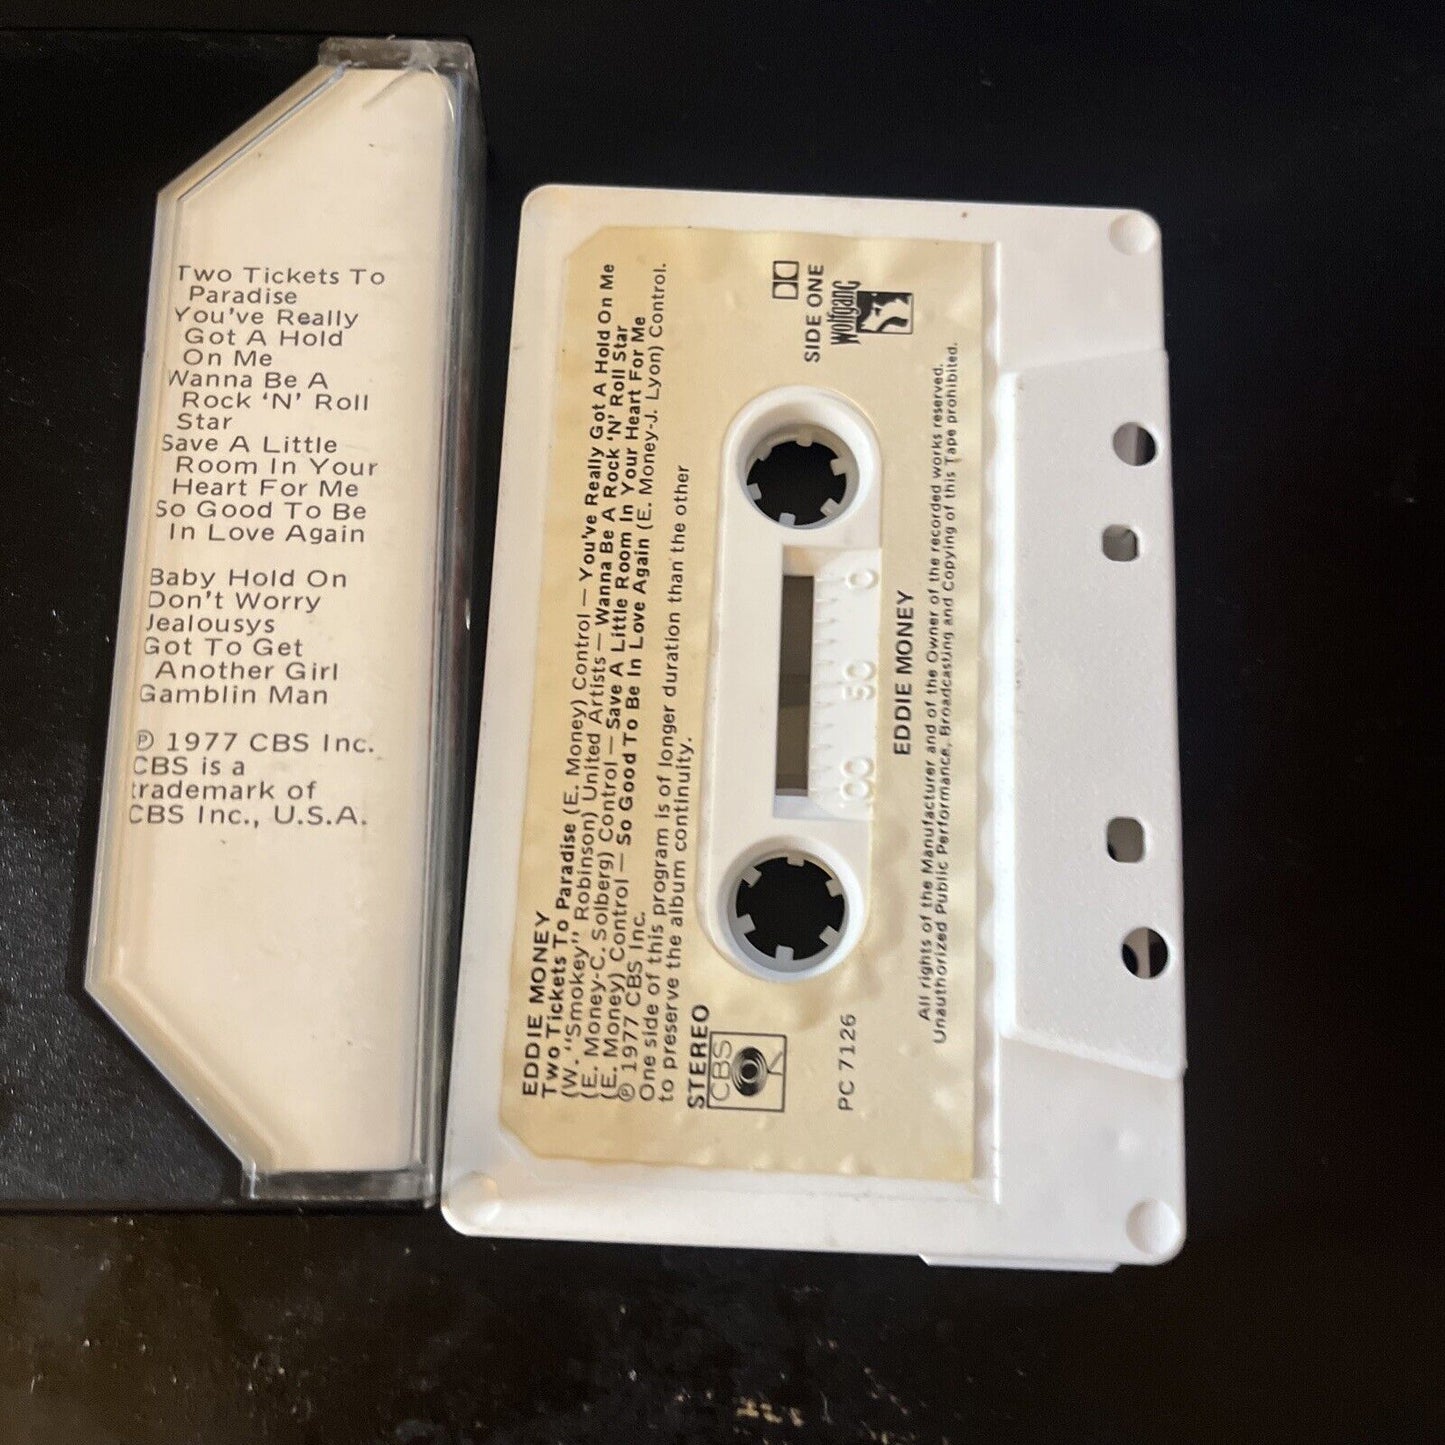 Two Tickets To
Paradise
You've Really
Got A Hold
On Me
Wanna Be A
Rock 'N' Roll
Star
Save A Little
Room In Your
Heart For Me
So Good To Be
In Love Again
Baby Hold On
Don't Worry
Jealousys
Got To Get
Another Girl
Gamblin Man
℗ 1977 CBS Inc.
CBS is a
trademark of
CBS Inc., U.S.A.
EDDIE MONEY
Two Tickets To Paradise (E. Money) Control — You've Really Got A Hold On Me
(W. "Smokey" Robinson) United Artists — Wanna Be A Rock 'N' Roll Star
(E. Money-C. Solberg) Control — Save A Little Room In Your Heart For Me
(E. Money) Control — So Good To Be In Love Again (E. Money-J. Lyon) Control.
℗ 1977 CBS Inc.
One side of this program is of longer duration than the other
to preserve the album continuity.
STEREO
CBS
SIDE ONE
wolfgang
100 50 0
PC 7126
EDDIE MONEY
All rights of the Manufacturer and of the Owner of the recorded works reserved.
Unauthorized Public Performance, Broadcasting and Copying of this Tape prohibited.